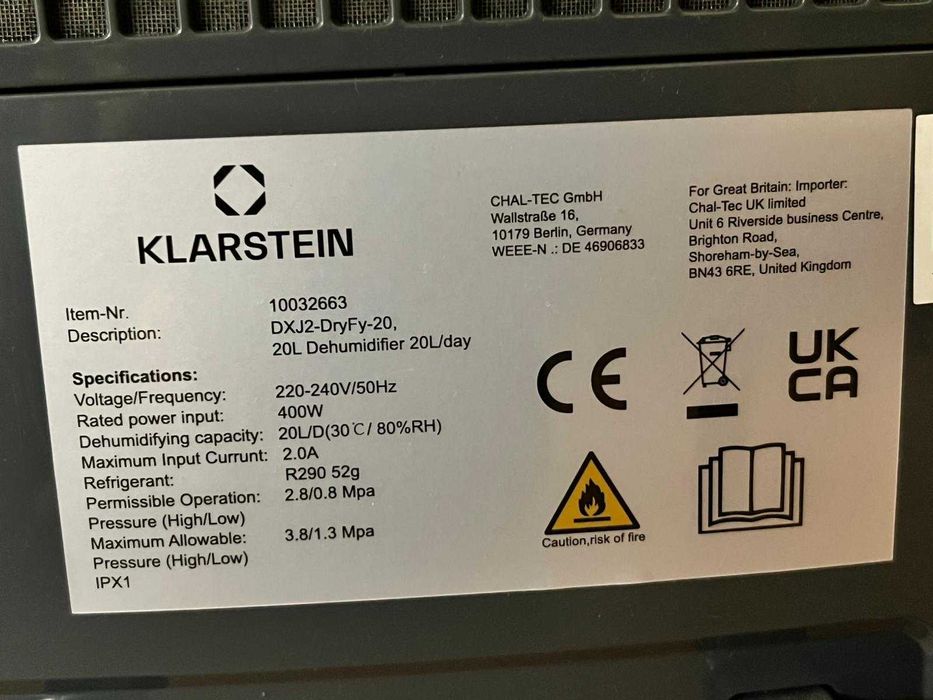 KLARSTEIN
CHAL-TEC GmbH
Wallstraße 16,
10179 Berlin, Germany
WEEE-N .: DE 46906833
For Great Britain: Importer:
Chal-Tec UK limited
Unit 6 Riverside business Centre,
Brighton Road,
Shoreham-by-Sea,
BN43 6RE, United Kingdom
Item-Nr. 10032663
Description: DXJ2-DryFy-20,
20L Dehumidifier 20L/day
Specifications:
Voltage/Frequency: 220-240V/50Hz
Rated power input: 400W
Dehumidifying capacity: 20L/D(30℃/ 80%RH)
Maximum Input Currunt: 2.0A
Refrigerant: R290 52g
Permissible Operation: 2.8/0.8 Mpa
Pressure (High/Low)
Maximum Allowable: 3.8/1.3 Mpa
Pressure (High/Low)
IPX1
CE
UK
CA
Caution,risk of fire